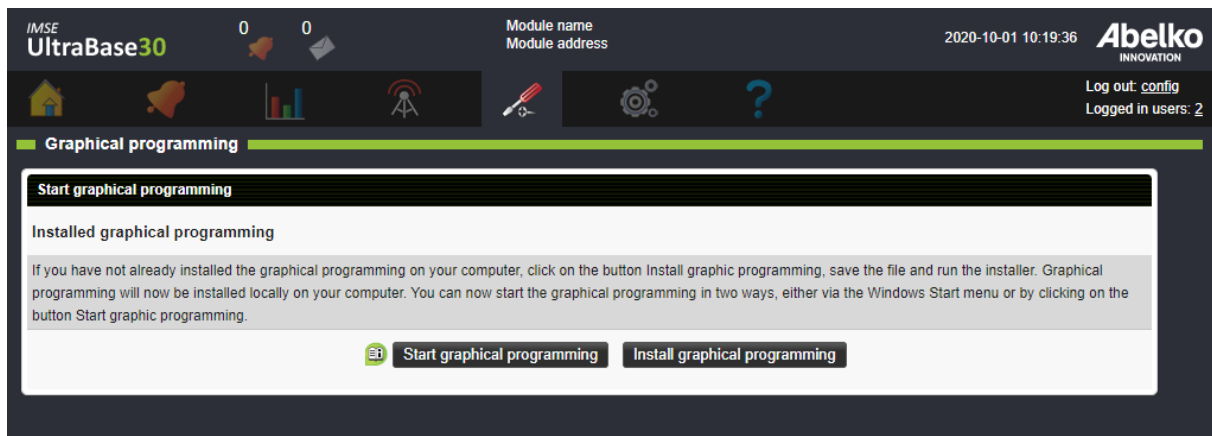 IMSE
UltraBase30
0
0
Module name
Module address
2020-10-01 10:19:36
Abelko
INNOVATION
Log out: config
Logged in users: 2
Graphical programming
Start graphical programming
Installed graphical programming
If you have not already installed the graphical programming on your computer, click on the button Install graphic programming, save the file and run the installer. Graphical
programming will now be installed locally on your computer. You can now start the graphical programming in two ways, either via the Windows Start menu or by clicking on the
button Start graphic programming.
Start graphical programming
Install graphical programming